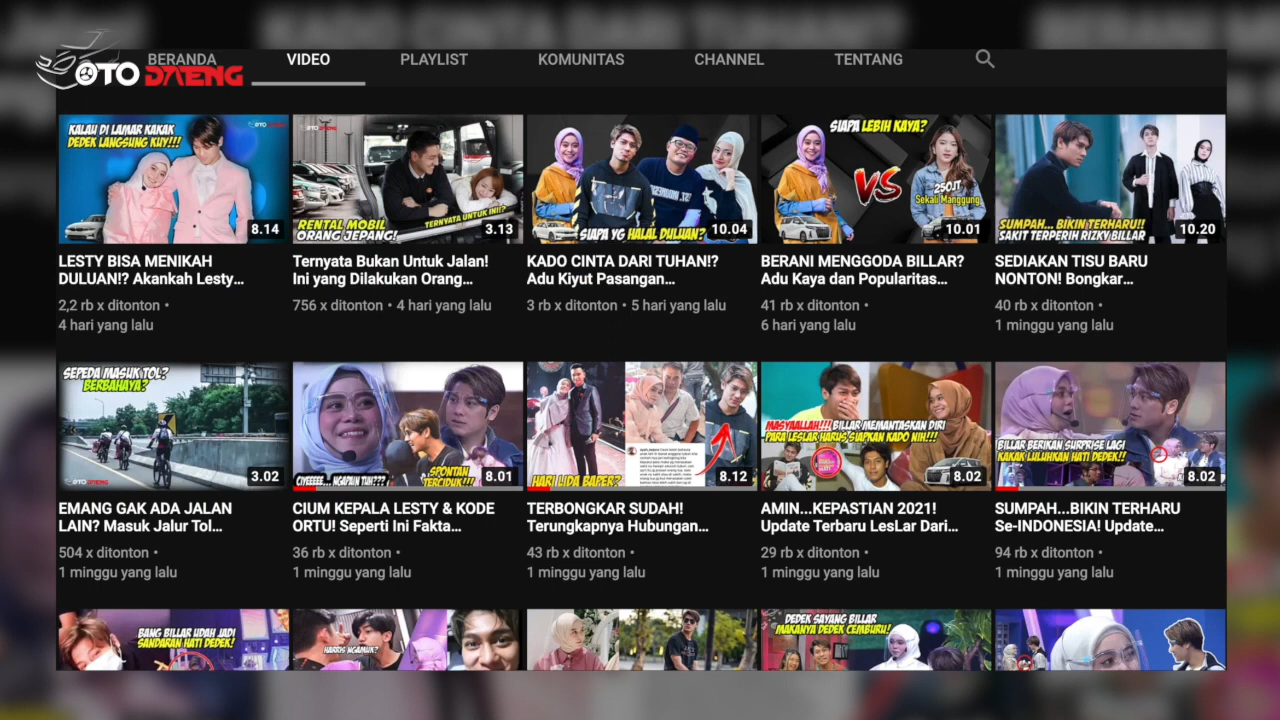 OTO DAENG
BERANDA VIDEO PLAYLIST KOMUNITAS CHANNEL TENTANG
KALAU DI LAMAR KAKAK
DEDEK LANGSUNG KUY!!!
8.14
RENTAL MOBIL
ORANG JEPANG!
TERNYATA UNTUK INI!?
3.13
SIAPA YG HALAL DULUAN?
10.04
SIAPA LEBIH KAYA?
VS
250JT
Sekali Manggung
10.01
SUMPAH... BIKIN TERHARU!!
SAKIT TERPERIH RIZKY BILLAR
10.20
LESTY BISA MENIKAH
DULUAN!? Akankah Lesty...
2,2 rb x ditonton •
4 hari yang lalu
Ternyata Bukan Untuk Jalan!
Ini yang Dilakukan Orang...
756 x ditonton • 4 hari yang lalu
KADO CINTA DARI TUHAN!?
Adu Kiyut Pasangan...
3 rb x ditonton • 5 hari yang lalu
BERANI MENGGODA BILLAR?
Adu Kaya dan Popularitas...
41 rb x ditonton •
6 hari yang lalu
SEDIAKAN TISU BARU
NONTON! Bongkar...
40 rb x ditonton •
1 minggu yang lalu
SEPEDA MASUK TOL?
BERBAHAYA?
OTO DAENG
3.02
CIYEEEEE... NGAPAIN TUH???
SPONTAN
TERCIDUK!!!
8.01
HARI LIDA BAPER?
8.12
MASYAALLAH!!! BILLAR MEMANTASKAN DIRI
PARA LESLAR HARUS SIAPKAN KADO NIH!!!
8.02
BILLAR BERIKAN SURPRISE LAGI
KAKAK LULUHKAN HATI DEDEK!!
8.02
EMANG GAK ADA JALAN
LAIN? Masuk Jalur Tol...
504 x ditonton •
1 minggu yang lalu
CIUM KEPALA LESTY & KODE
ORTU! Seperti Ini Fakta...
36 rb x ditonton •
1 minggu yang lalu
TERBONGKAR SUDAH!
Terungkapnya Hubungan...
43 rb x ditonton •
1 minggu yang lalu
AMIN...KEPASTIAN 2021!
Update Terbaru LesLar Dari...
29 rb x ditonton •
1 minggu yang lalu
SUMPAH...BIKIN TERHARU
Se-INDONESIA! Update...
94 rb x ditonton •
1 minggu yang lalu
BANG BILLAR UDAH JADI
SANDARAN HATI DEDEK!
HARRIS NGAMUK?
DEDEK SAYANG BILLAR
MAKANYA DEDEK CEMBURU!